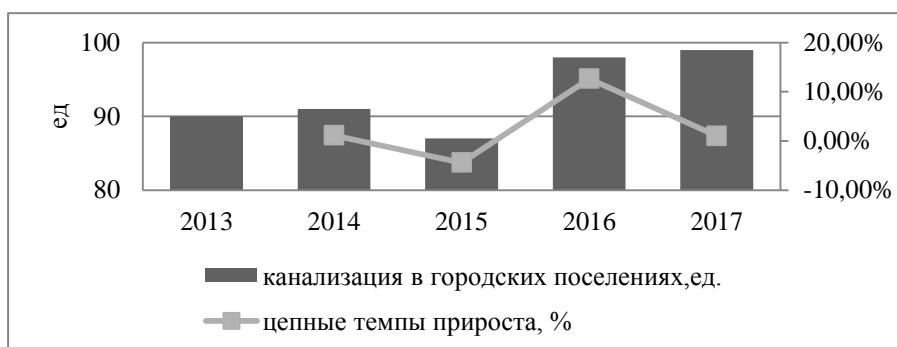 100
90
80
ед
20,00%
10,00%
0,00%
-10,00%
2013 2014 2015 2016 2017
канализация в городских поселениях,ед.
цепные темпы прироста, %